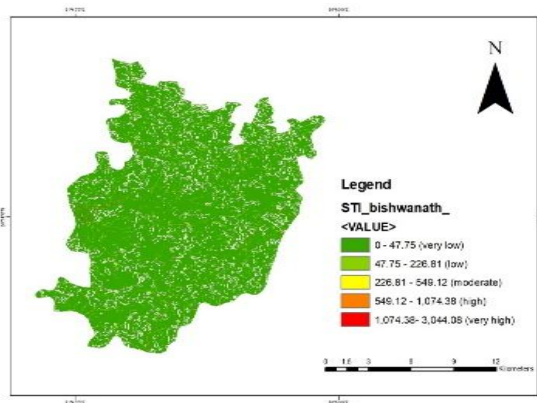 N
Legend
STI_bishwanath_
<VALUE>
0 - 47.75 (very low)
47.75 - 226.81 (low)
226.81 - 549.12 (moderate)
549.12 - 1,074.38 (high)
1,074.38- 3,044.08 (very high)
0 1.5 3 6 9 12
Kilometers